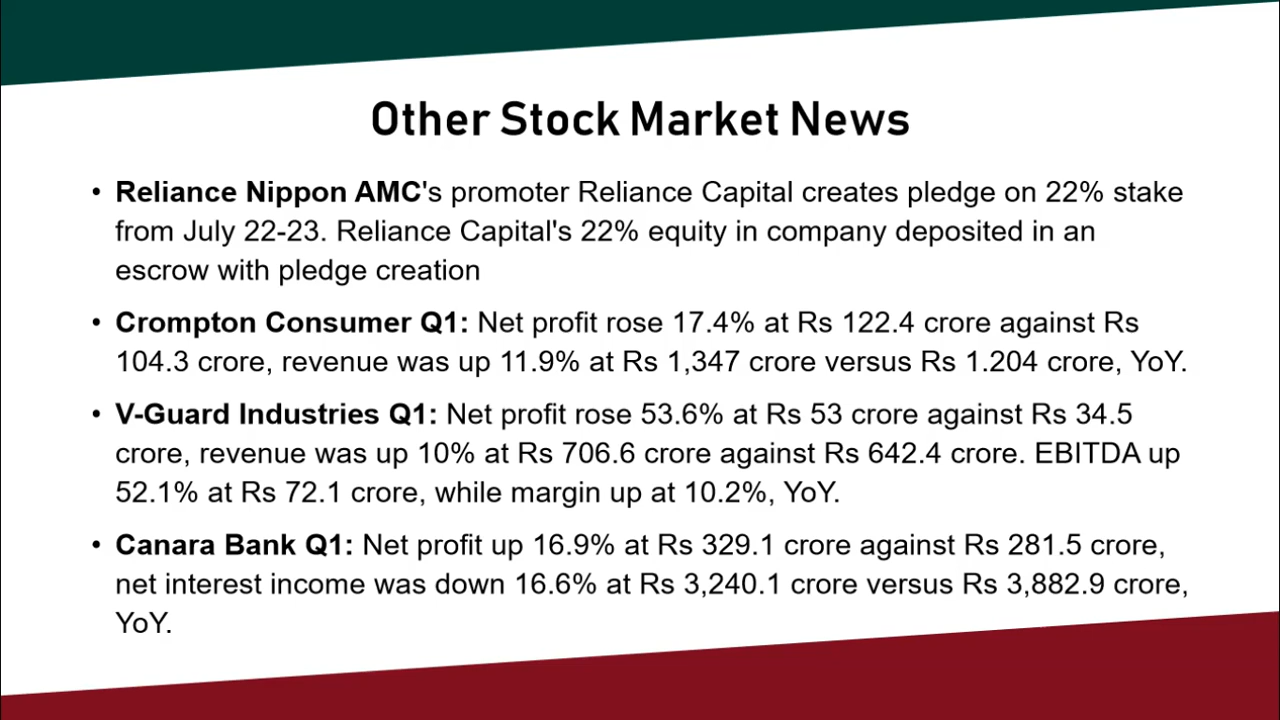 Other Stock Market News
• Reliance Nippon AMC's promoter Reliance Capital creates pledge on 22% stake
from July 22-23. Reliance Capital's 22% equity in company deposited in an
escrow with pledge creation
• Crompton Consumer Q1: Net profit rose 17.4% at Rs 122.4 crore against Rs
104.3 crore, revenue was up 11.9% at Rs 1,347 crore versus Rs 1.204 crore, YoY.
• V-Guard Industries Q1: Net profit rose 53.6% at Rs 53 crore against Rs 34.5
crore, revenue was up 10% at Rs 706.6 crore against Rs 642.4 crore. EBITDA up
52.1% at Rs 72.1 crore, while margin up at 10.2%, YoY.
• Canara Bank Q1: Net profit up 16.9% at Rs 329.1 crore against Rs 281.5 crore,
net interest income was down 16.6% at Rs 3,240.1 crore versus Rs 3,882.9 crore,
YoY.